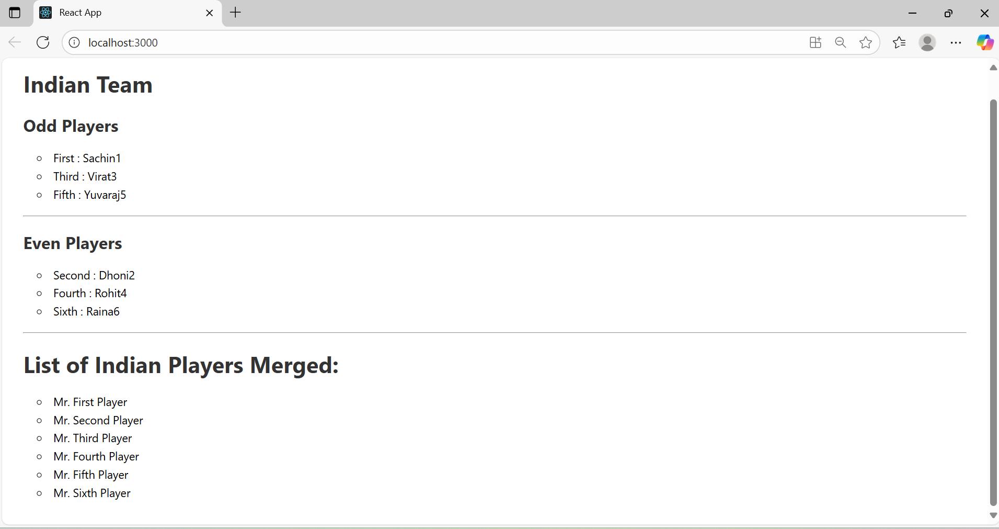 React App
localhost:3000
Indian Team
Odd Players
First : Sachin1
Third : Virat3
Fifth : Yuvaraj5
Even Players
Second : Dhoni2
Fourth : Rohit4
Sixth : Raina6
List of Indian Players Merged:
Mr. First Player
Mr. Second Player
Mr. Third Player
Mr. Fourth Player
Mr. Fifth Player
Mr. Sixth Player